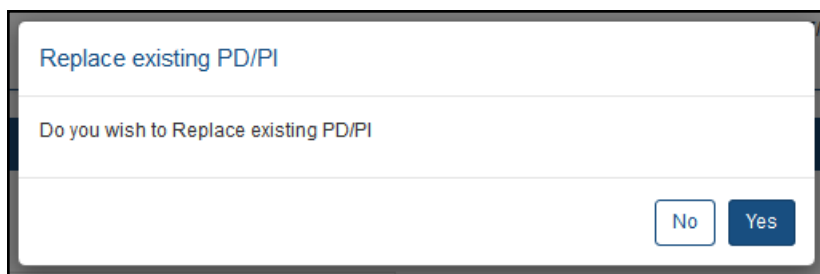 Replace existing PD/PI
Do you wish to Replace existing PD/PI
No Yes